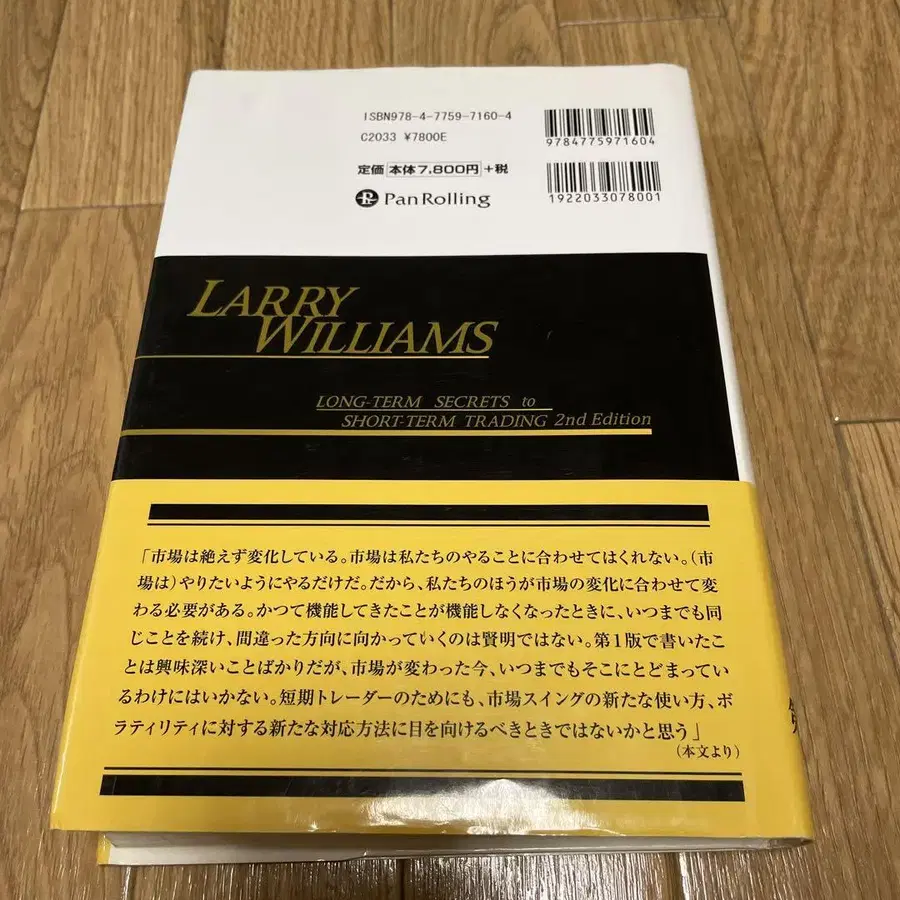 ISBN978-4-7759-7160-4
C2033 ¥7800E
9784775971604
定価 本体7,800円 +税
1922033078001
PanRolling
LARRY
WILLIAMS
LONG-TERM SECRETS to
SHORT-TERM TRADING 2nd Edition
「市場は絶えず変化している。市場は私たちのやることに合わせてはくれない。（市
場は）やりたいようにやるだけだ。だから、私たちのほうが市場の変化に合わせて変
わる必要がある。かつて機能してきたことが機能しなくなったときに、いつまでも同
じことを続け、間違った方向に向かっていくのは賢明ではない。第１版で書いたこ
とは興味深いことばかりだが、市場が変わった今、いつまでもそこにとどまってい
るわけにはいかない。短期トレーダーのためにも、市場スイングの新たな使い方、ボ
ラティリティに対する新たな対応方法に目を向けるべきときではないかと思う」
（本文より）